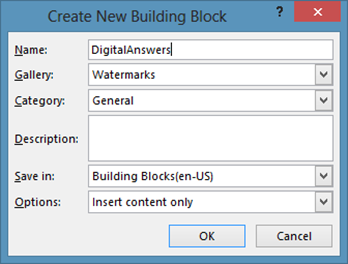 Create New Building Block ?
Name: DigitalAnswers
Gallery: Watermarks
Category: General
Description:
Save in: Building Blocks(en-US)
Options: Insert content only
OK Cancel